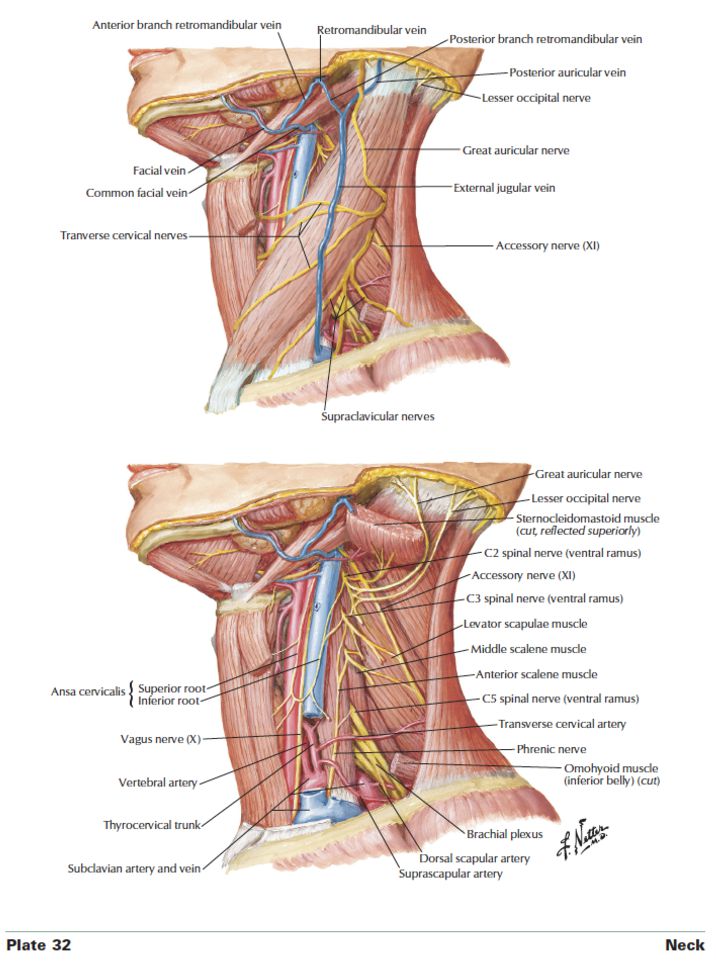 Anterior branch retromandibular vein
Retromandibular vein
Posterior branch retromandibular vein
Posterior auricular vein
Lesser occipital nerve
Great auricular nerve
Facial vein
Common facial vein
External jugular vein
Tranverse cervical nerves
Accessory nerve (XI)
Supraclavicular nerves
Great auricular nerve
Lesser occipital nerve
Sternocleidomastoid muscle
(cut, reflected superiorly)
C2 spinal nerve (ventral ramus)
Accessory nerve (XI)
C3 spinal nerve (ventral ramus)
Levator scapulae muscle
Middle scalene muscle
Anterior scalene muscle
Ansa cervicalis { Superior root
Inferior root
C5 spinal nerve (ventral ramus)
Transverse cervical artery
Vagus nerve (X)
Phrenic nerve
Omohyoid muscle
(inferior belly) (cut)
Vertebral artery
Thyrocervical trunk
Brachial plexus
Dorsal scapular artery
Subclavian artery and vein
Suprascapular artery
F. Netter
M.D.
Plate 32
Neck